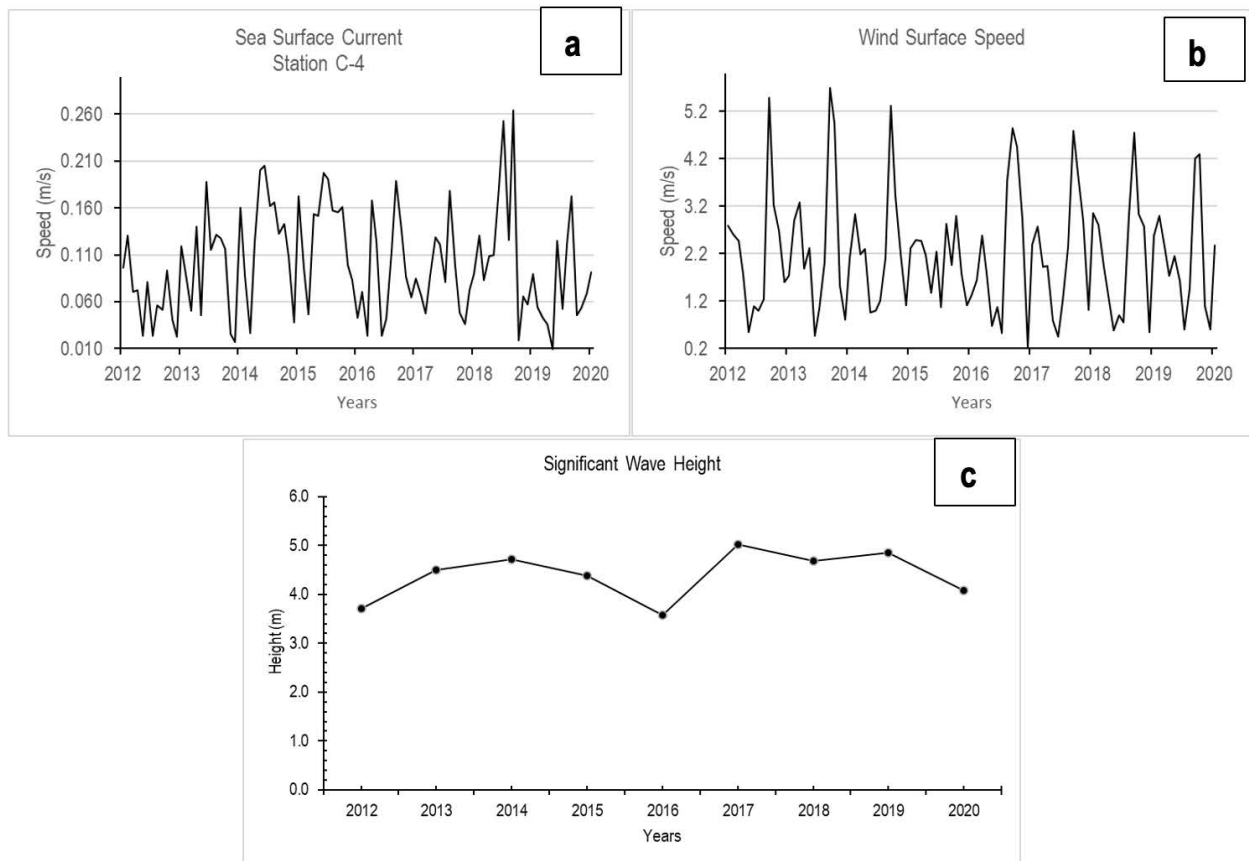 Sea Surface Current
Station C-4
a
Speed (m/s)
0.260
0.210
0.160
0.110
0.060
0.010
2012 2013 2014 2015 2016 2017 2018 2019 2020
Years
Wind Surface Speed
b
Speed (m/s)
5.2
4.2
3.2
2.2
1.2
0.2
2012 2013 2014 2015 2016 2017 2018 2019 2020
Years
Significant Wave Height
c
Height (m)
6.0
5.0
4.0
3.0
2.0
1.0
0.0
2012 2013 2014 2015 2016 2017 2018 2019 2020
Years